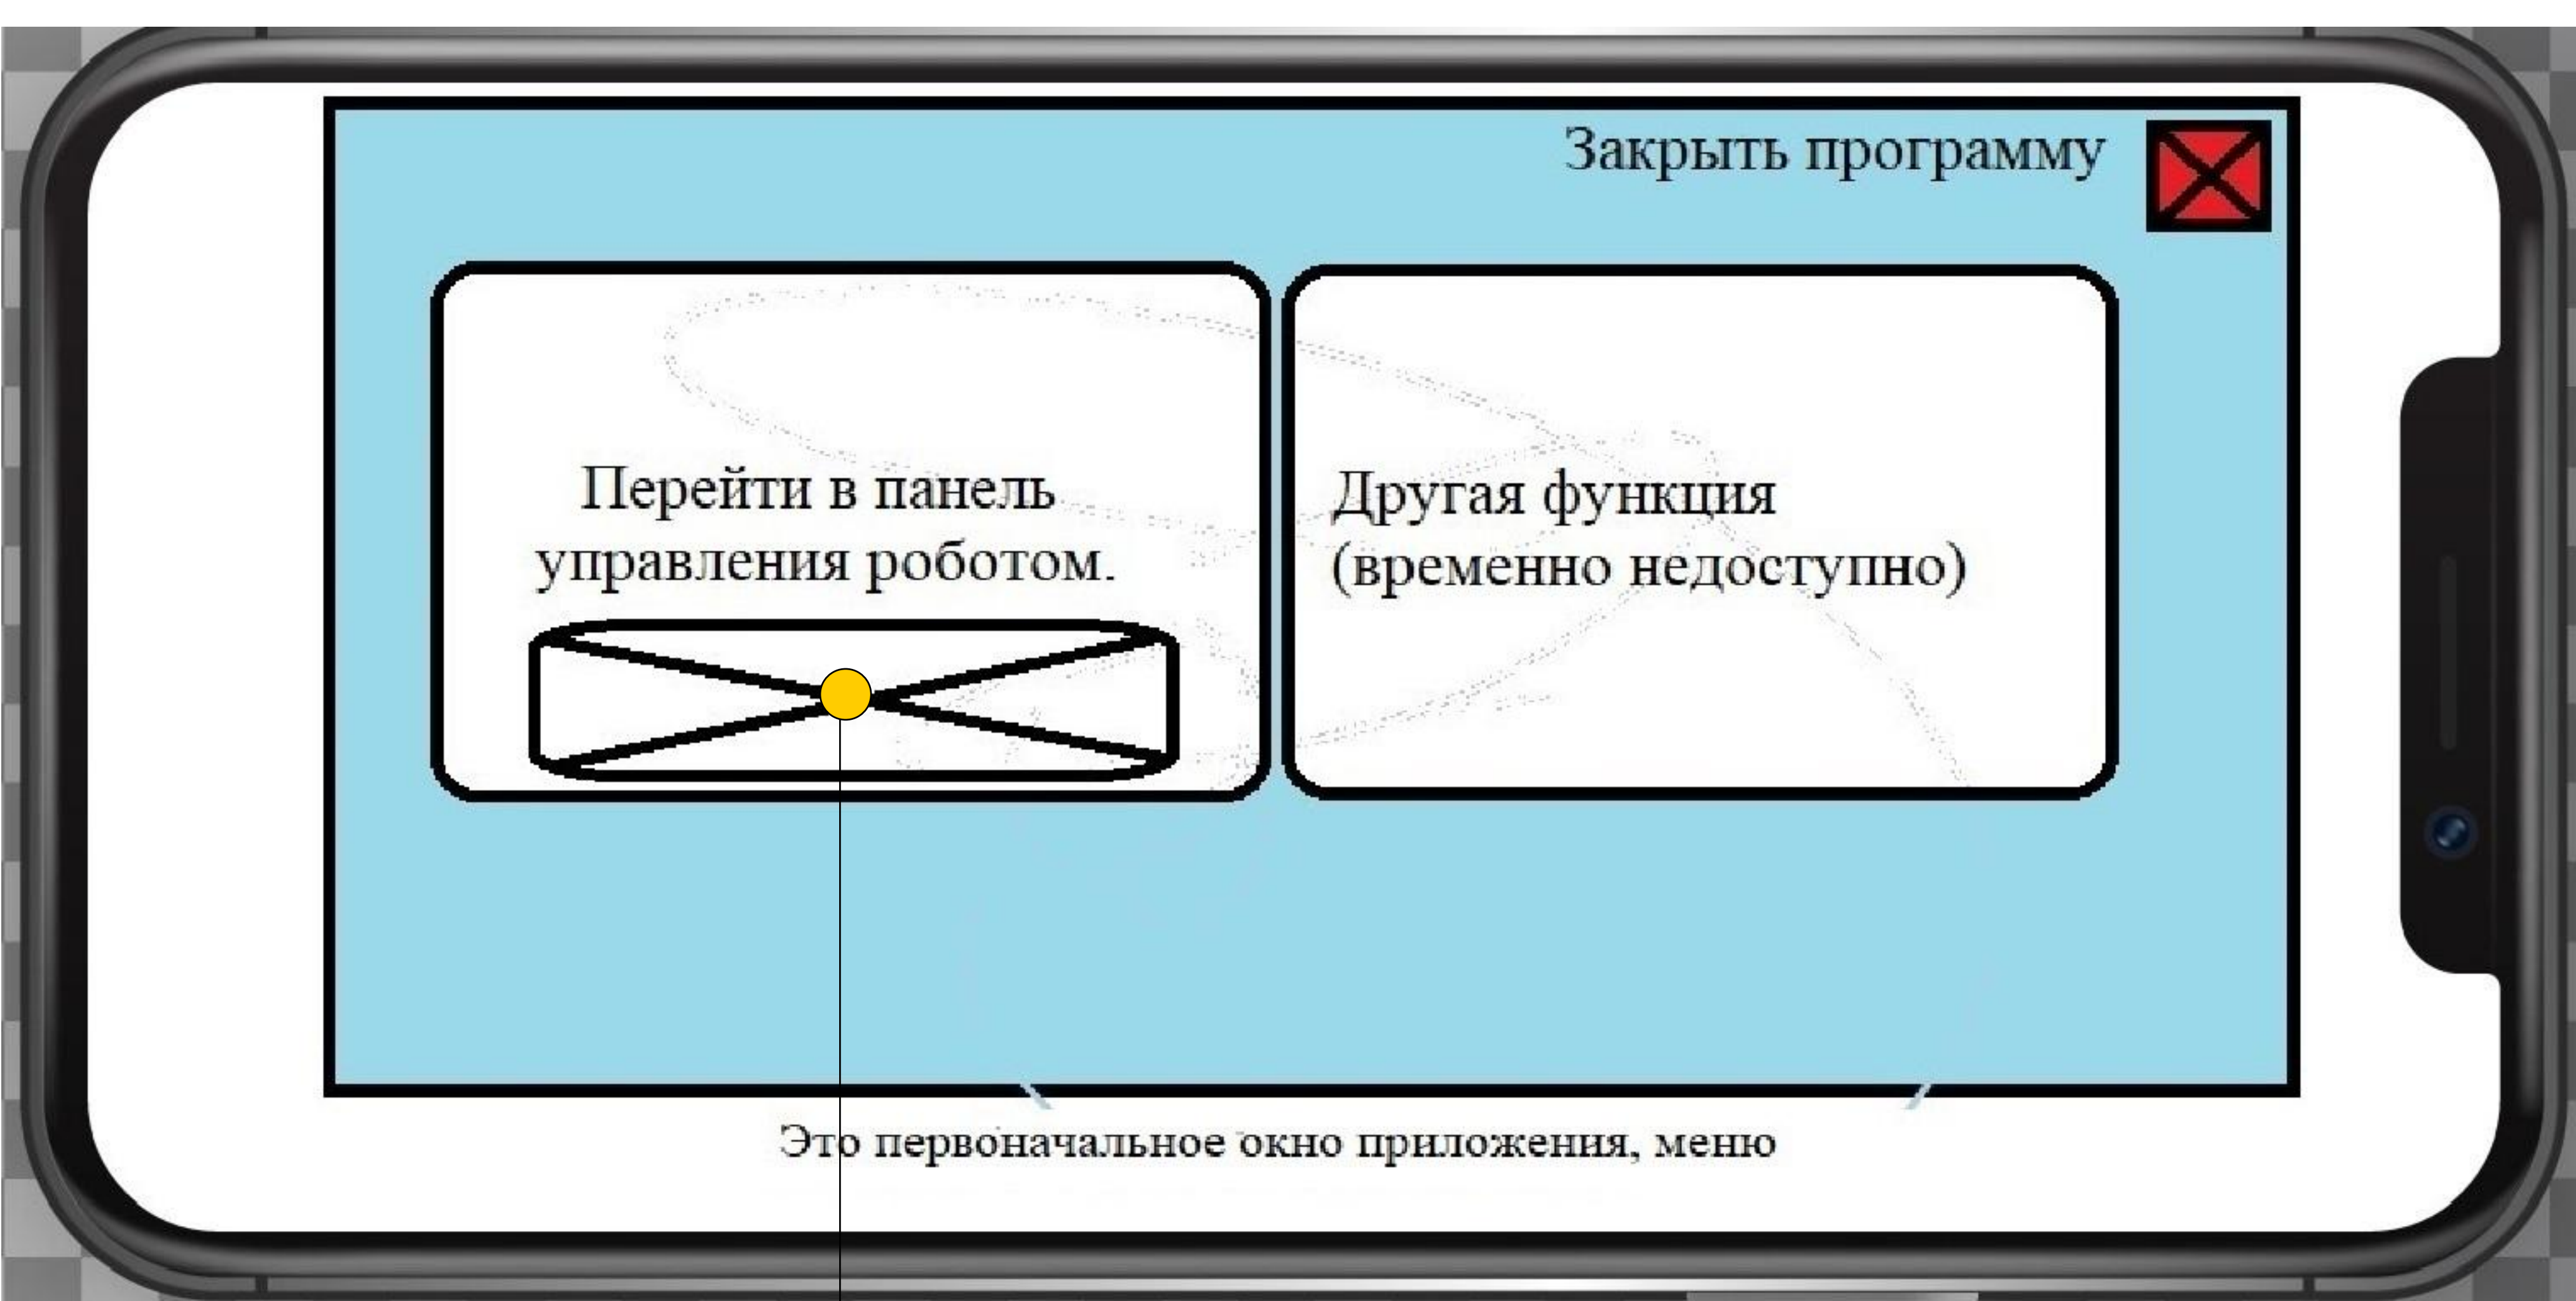 Закрыть программу
Перейти в панель
управления роботом.
Другая функция
(временно недоступно)
Это первоначальное окно приложения, меню